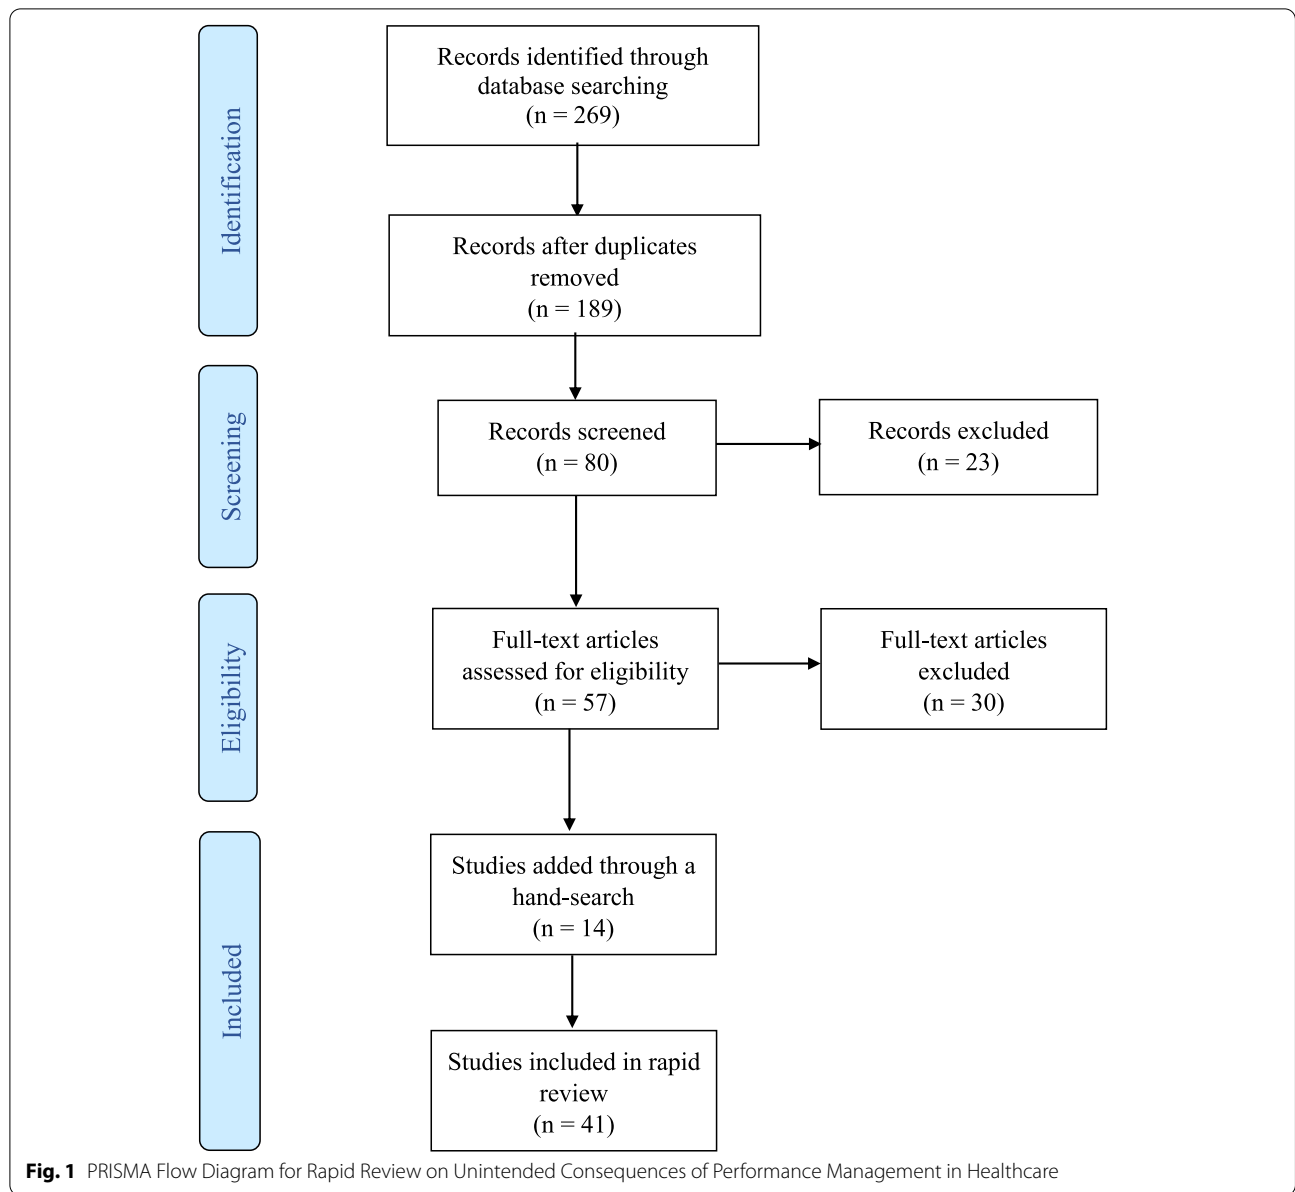 Identification
Records identified through
database searching
(n = 269)
Records after duplicates
removed
(n = 189)
Screening
Records screened
(n = 80)
Records excluded
(n = 23)
Eligibility
Full-text articles
assessed for eligibility
(n = 57)
Full-text articles
excluded
(n = 30)
Included
Studies added through a
hand-search
(n = 14)
Studies included in rapid
review
(n = 41)
Fig. 1 PRISMA Flow Diagram for Rapid Review on Unintended Consequences of Performance Management in Healthcare